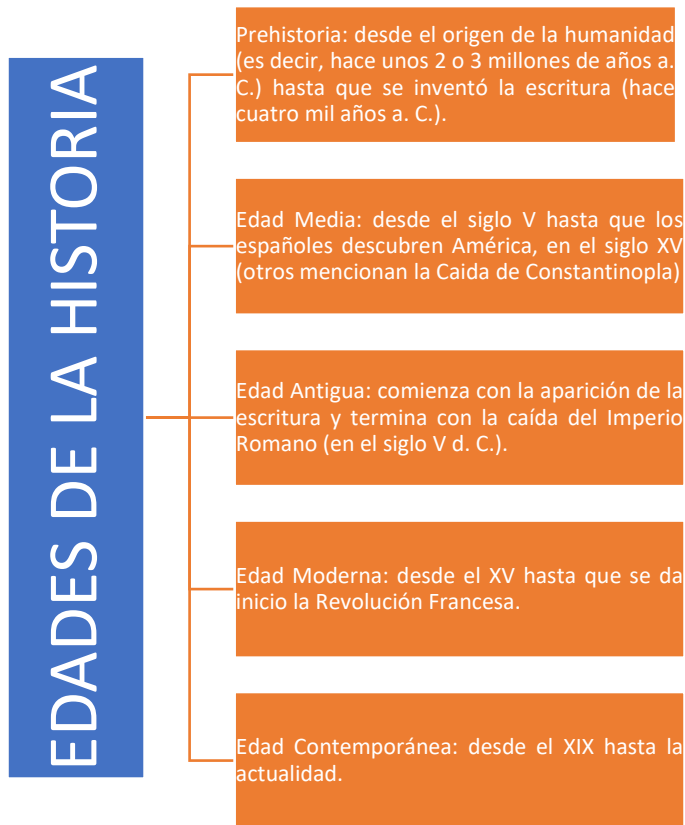 EDADES DE LA HISTORIA
Prehistoria: desde el origen de la humanidad
(es decir, hace unos 2 o 3 millones de años a.
C.) hasta que se inventó la escritura (hace
cuatro mil años a. C.).
Edad Media: desde el siglo V hasta que los
españoles descubren América, en el siglo XV
(otros mencionan la Caida de Constantinopla)
Edad Antigua: comienza con la aparición de la
escritura y termina con la caída del Imperio
Romano (en el siglo V d. C.).
Edad Moderna: desde el XV hasta que se da
inicio la Revolución Francesa.
Edad Contemporánea: desde el XIX hasta la
actualidad.